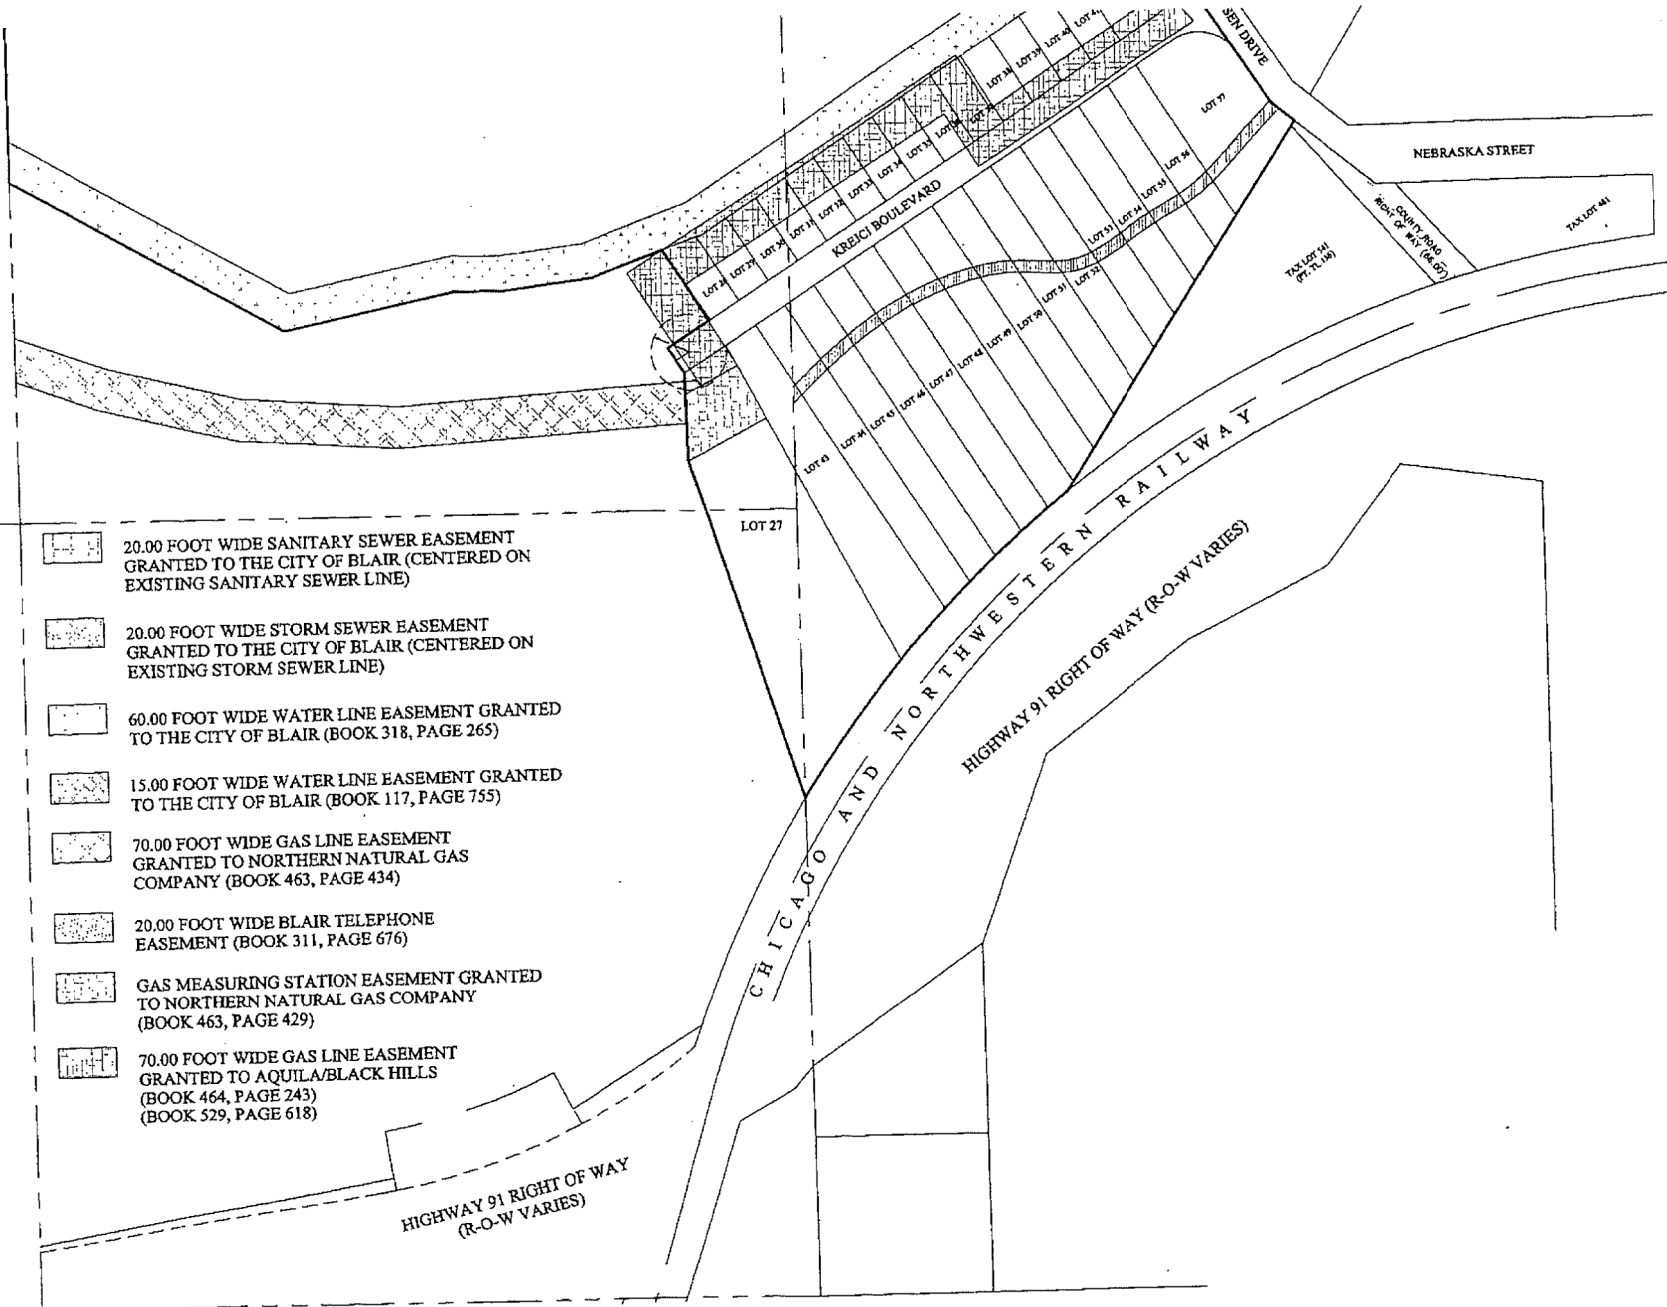 SEN DRIVE
LOT 38
LOT 39
LOT 40
LOT 37
NEBRASKA STREET
COUNTY ROAD
RIGHT OF WAY (66.00')
TAX LOT 481
TAX LOT 541
(PT. TL 136)
LOT 28
LOT 29
LOT 30
LOT 31
LOT 32
LOT 33
LOT 34
LOT 35
LOT 36
KREJCI BOULEVARD
LOT 56
LOT 55
LOT 54
LOT 53
LOT 52
LOT 51
LOT 50
LOT 49
LOT 48
LOT 47
LOT 46
LOT 45
LOT 44
LOT 43
LOT 27
CHICAGO AND NORTHWESTERN RAILWAY
HIGHWAY 91 RIGHT OF WAY (R-O-W VARIES)
20.00 FOOT WIDE SANITARY SEWER EASEMENT
GRANTED TO THE CITY OF BLAIR (CENTERED ON
EXISTING SANITARY SEWER LINE)
20.00 FOOT WIDE STORM SEWER EASEMENT
GRANTED TO THE CITY OF BLAIR (CENTERED ON
EXISTING STORM SEWER LINE)
60.00 FOOT WIDE WATER LINE EASEMENT GRANTED
TO THE CITY OF BLAIR (BOOK 318, PAGE 265)
15.00 FOOT WIDE WATER LINE EASEMENT GRANTED
TO THE CITY OF BLAIR (BOOK 117, PAGE 755)
70.00 FOOT WIDE GAS LINE EASEMENT
GRANTED TO NORTHERN NATURAL GAS
COMPANY (BOOK 463, PAGE 434)
20.00 FOOT WIDE BLAIR TELEPHONE
EASEMENT (BOOK 311, PAGE 676)
GAS MEASURING STATION EASEMENT GRANTED
TO NORTHERN NATURAL GAS COMPANY
(BOOK 463, PAGE 429)
70.00 FOOT WIDE GAS LINE EASEMENT
GRANTED TO AQUILA/BLACK HILLS
(BOOK 464, PAGE 243)
(BOOK 529, PAGE 618)
HIGHWAY 91 RIGHT OF WAY
(R-O-W VARIES)